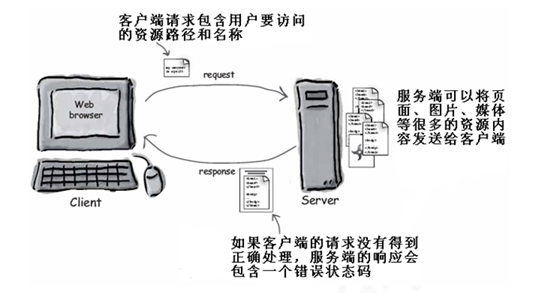 客户端请求包含用户要访问
的资源路径和名称
request
Web
browser
服务端可以将页
面、图片、媒体
等很多的资源内
容发送给客户端
response
Client
Server
如果客户端的请求没有得到
正确处理，服务端的响应会
包含一个错误状态码